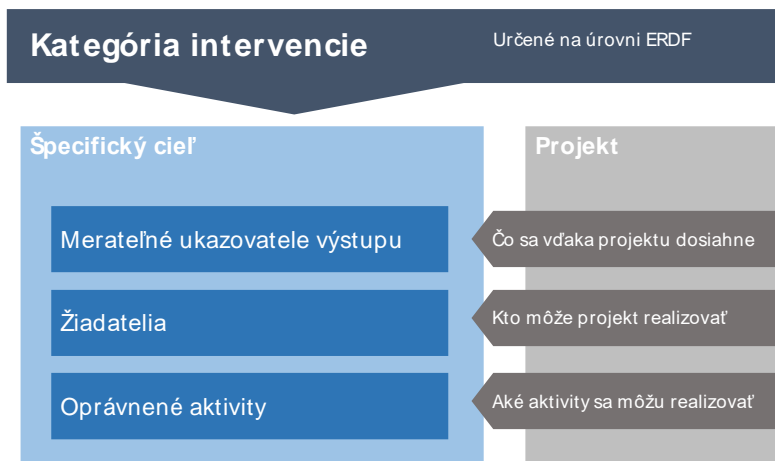 Kategória intervencie
Určené na úrovni ERDF
Špecifický cieľ
Projekt
Merateľné ukazovatele výstupu
Čo sa vďaka projektu dosiahne
Žiadatelia
Kto môže projekt realizovať
Oprávnené aktivity
Aké aktivity sa môžu realizovať